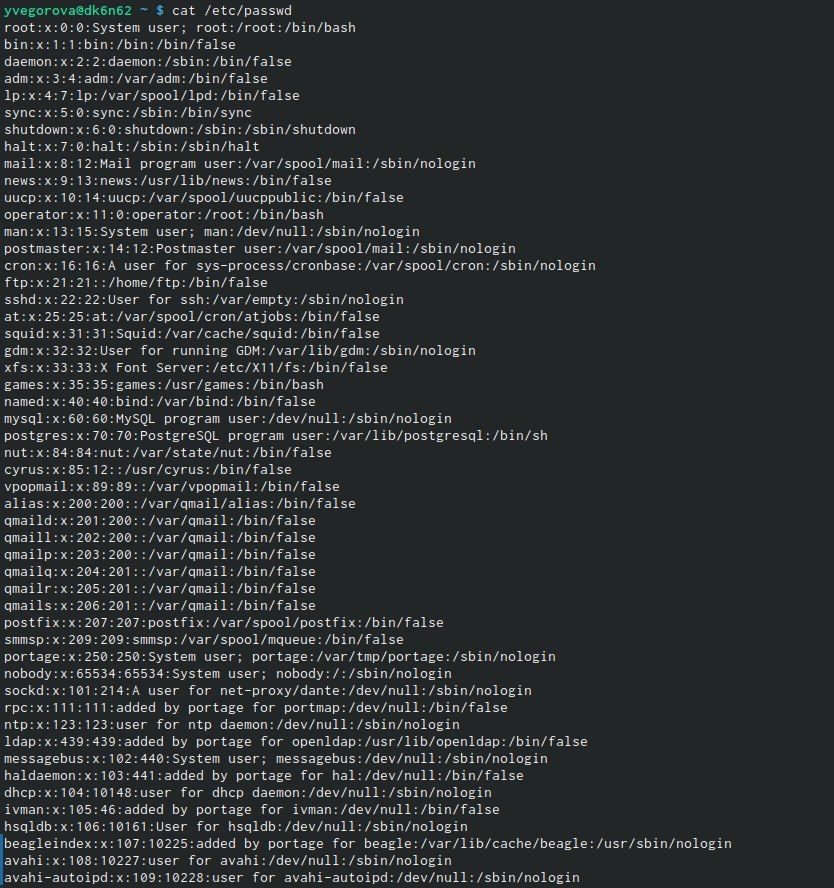 yvegorova@dk6n62 ~ $ cat /etc/passwd
root:x:0:0:System user; root:/root:/bin/bash
bin:x:1:1:bin:/bin:/bin/false
daemon:x:2:2:daemon:/sbin:/bin/false
adm:x:3:4:adm:/var/adm:/bin/false
lp:x:4:7:lp:/var/spool/lpd:/bin/false
sync:x:5:0:sync:/sbin:/bin/sync
shutdown:x:6:0:shutdown:/sbin:/sbin/shutdown
halt:x:7:0:halt:/sbin:/sbin/halt
mail:x:8:12:Mail program user:/var/spool/mail:/sbin/nologin
news:x:9:13:news:/usr/lib/news:/bin/false
uucp:x:10:14:uucp:/var/spool/uucppublic:/bin/false
operator:x:11:0:operator:/root:/bin/bash
man:x:13:15:System user; man:/dev/null:/sbin/nologin
postmaster:x:14:12:Postmaster user:/var/spool/mail:/sbin/nologin
cron:x:16:16:A user for sys-process/cronbase:/var/spool/cron:/sbin/nologin
ftp:x:21:21::/home/ftp:/bin/false
sshd:x:22:22:User for ssh:/var/empty:/sbin/nologin
at:x:25:25:at:/var/spool/cron/atjobs:/bin/false
squid:x:31:31:Squid:/var/cache/squid:/bin/false
gdm:x:32:32:User for running GDM:/var/lib/gdm:/sbin/nologin
xfs:x:33:33:X Font Server:/etc/X11/fs:/bin/false
games:x:35:35:games:/usr/games:/bin/bash
named:x:40:40:bind:/var/bind:/bin/false
mysql:x:60:60:MySQL program user:/dev/null:/sbin/nologin
postgres:x:70:70:PostgreSQL program user:/var/lib/postgresql:/bin/sh
nut:x:84:84:nut:/var/state/nut:/bin/false
cyrus:x:85:12::/usr/cyrus:/bin/false
vpopmail:x:89:89::/var/vpopmail:/bin/false
alias:x:200:200::/var/qmail/alias:/bin/false
qmaild:x:201:200::/var/qmail:/bin/false
qmaill:x:202:200::/var/qmail:/bin/false
qmailp:x:203:200::/var/qmail:/bin/false
qmailq:x:204:201::/var/qmail:/bin/false
qmailr:x:205:201::/var/qmail:/bin/false
qmails:x:206:201::/var/qmail:/bin/false
postfix:x:207:207:postfix:/var/spool/postfix:/bin/false
smmsp:x:209:209:smmsp:/var/spool/mqueue:/bin/false
portage:x:250:250:System user; portage:/var/tmp/portage:/sbin/nologin
nobody:x:65534:65534:System user; nobody:/:/sbin/nologin
sockd:x:101:214:A user for net-proxy/dante:/dev/null:/sbin/nologin
rpc:x:111:111:added by portage for portmap:/dev/null:/bin/false
ntp:x:123:123:user for ntp daemon:/dev/null:/sbin/nologin
ldap:x:439:439:added by portage for openldap:/usr/lib/openldap:/bin/false
messagebus:x:102:440:System user; messagebus:/dev/null:/sbin/nologin
haldaemon:x:103:441:added by portage for hal:/dev/null:/bin/false
dhcp:x:104:10148:user for dhcp daemon:/dev/null:/sbin/nologin
ivman:x:105:46:added by portage for ivman:/dev/null:/bin/false
hsqldb:x:106:10161:User for hsqldb:/dev/null:/sbin/nologin
beagleindex:x:107:10225:added by portage for beagle:/var/lib/cache/beagle:/usr/sbin/nologin
avahi:x:108:10227:user for avahi:/dev/null:/sbin/nologin
avahi-autoipd:x:109:10228:user for avahi-autoipd:/dev/null:/sbin/nologin